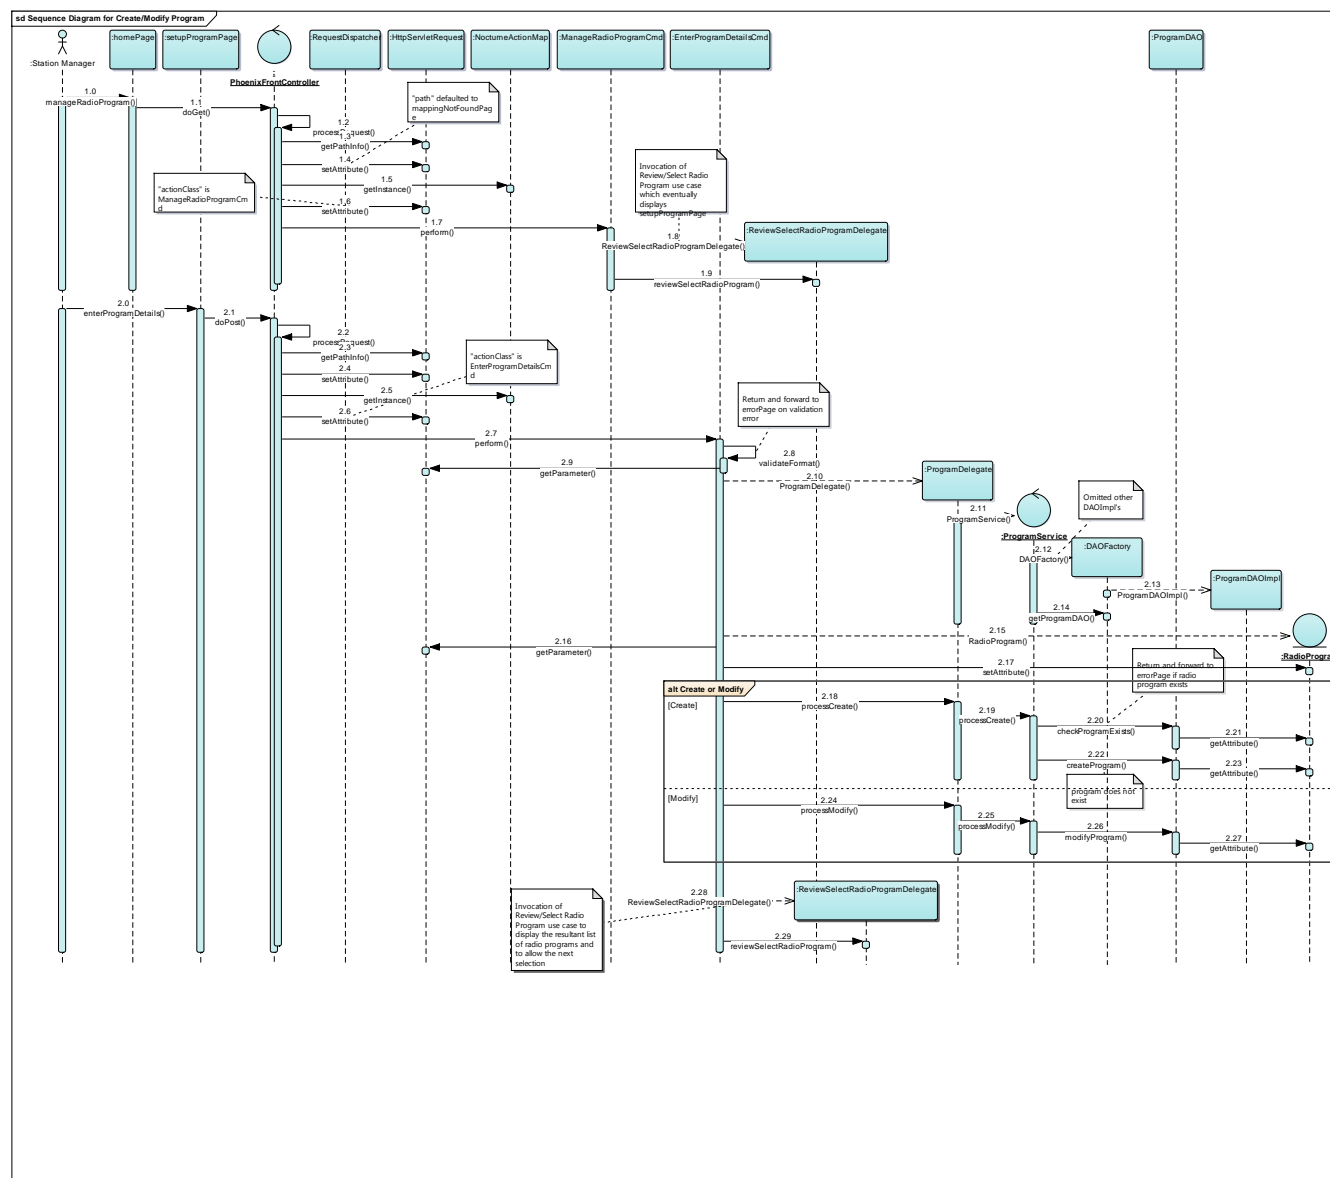 sd Sequence Diagram for Create/Modify Program
:Station Manager
:homePage
:setupProgramPage
PhoenixFrontController
:RequestDispatcher
:HttpServletRequest
:NocturneActionMap
:ManageRadioProgramCmd
:EnterProgramDetailsCmd
:ProgramDAO
1.0
manageRadioProgram()
1.1
doGet()
"path" defaulted to
mappingNotFoundPag
e
1.2
processRequest()
1.3
getPathInfo()
1.4
setAttribute()
1.5
getInstance()
"actionClass" is
ManageRadioProgramCm
d
1.6
setAttribute()
Invocation of
Review/Select Radio
Program use case
which eventually
displays
setupProgramPage
1.7
perform()
1.8
ReviewSelectRadioProgramDelegate()
:ReviewSelectRadioProgramDelegate
1.9
reviewSelectRadioProgram()
2.0
enterProgramDetails()
2.1
doPost()
2.2
processRequest()
2.3
getPathInfo()
"actionClass" is
EnterProgramDetailsCm
d
2.4
setAttribute()
2.5
getInstance()
2.6
setAttribute()
Return and forward to
errorPage on validation
error
2.7
perform()
2.8
validateFormat()
2.9
getParameter()
2.10
ProgramDelegate()
:ProgramDelegate
2.11
ProgramService()
:ProgramService
Omitted other
DAOImpl's
2.12
DAOFactory()
:DAOFactory
2.13
ProgramDAOImpl()
:ProgramDAOImpl
2.14
getProgramDAO()
2.15
RadioProgram()
:RadioProgra
2.16
getParameter()
2.17
setAttribute()
Return and forward to
errorPage if radio
program exists
alt Create or Modify
[Create]
2.18
processCreate()
2.19
processCreate()
2.20
checkProgramExists()
2.21
getAttribute()
2.22
createProgram()
2.23
getAttribute()
program does not
exist
[Modify]
2.24
processModify()
2.25
processModify()
2.26
modifyProgram()
2.27
getAttribute()
Invocation of
Review/Select Radio
Program use case to
display the resultant list
of radio programs and
to allow the next
selection
2.28
ReviewSelectRadioProgramDelegate()
:ReviewSelectRadioProgramDelegate
2.29
reviewSelectRadioProgram()